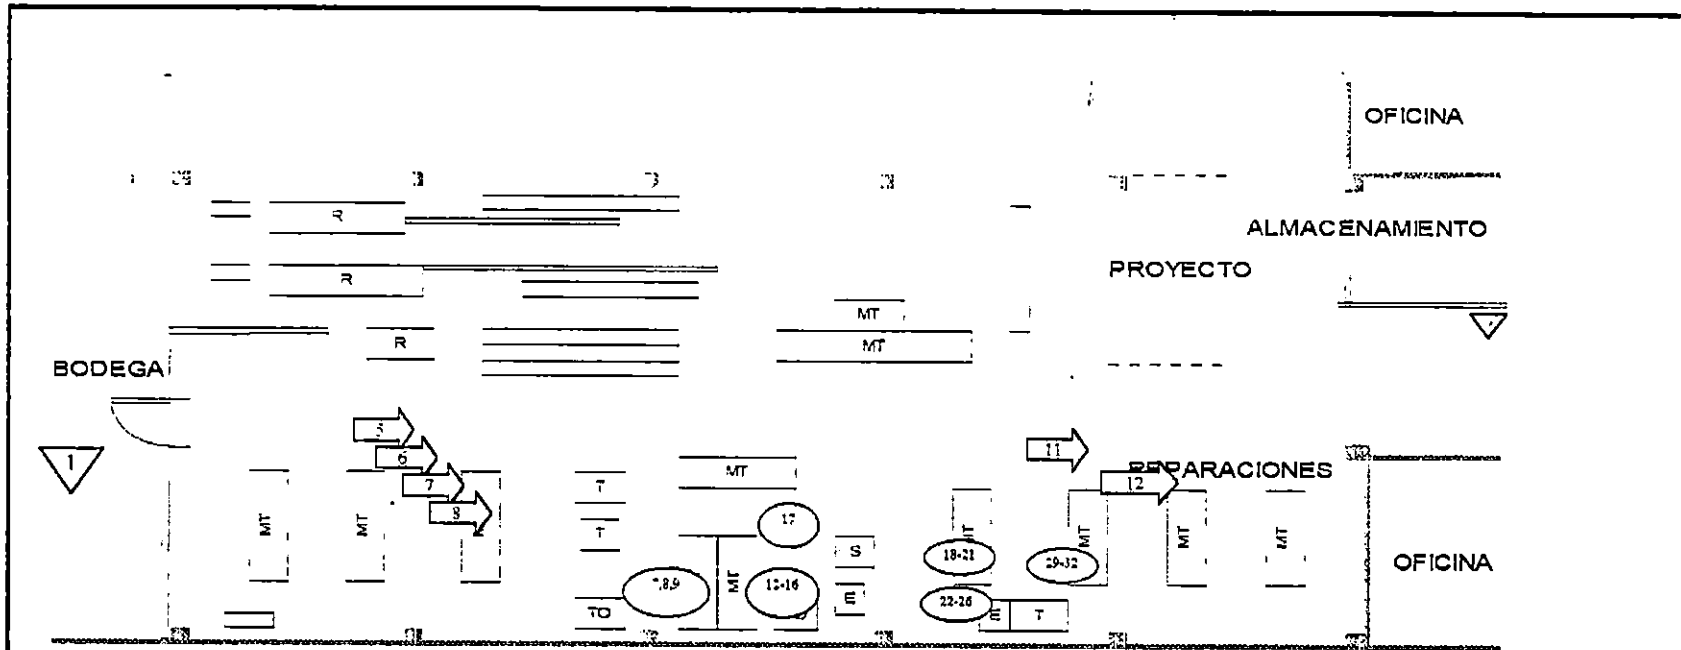 OFICINA
R
ALMACENAMIENTO
PROYECTO
R
MT
R
MT
BODEGA
5
6
11
1
MT
REPARACIONES
7
T
12
8
17
MT
MT
T
MT
MT
MT
MT
S
18-21
29-32
OFICINA
7,8,9
MT
12-16
E
22-26
TO
E
T